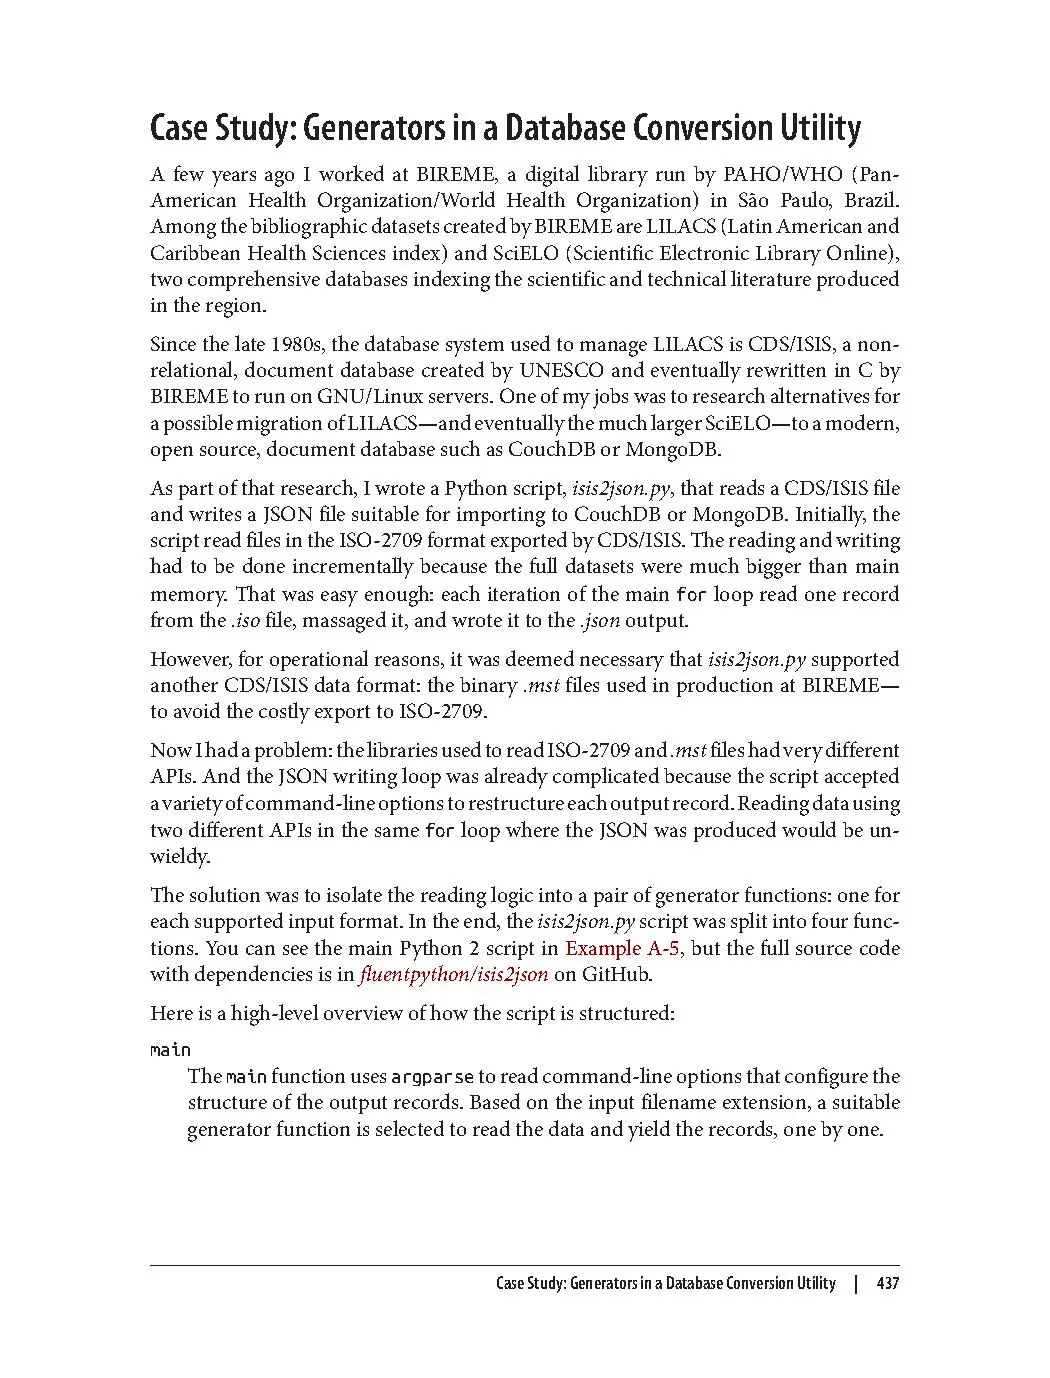 Case Study: Generators in a Database Conversion Utility
A few years ago I worked at BIREME, a digital library run by PAHO/WHO (Pan-
American Health Organization/World Health Organization) in São Paulo, Brazil.
Among the bibliographic datasets created by BIREME are LILACS (Latin American and
Caribbean Health Sciences index) and SciELO (Scientific Electronic Library Online),
two comprehensive databases indexing the scientific and technical literature produced
in the region.
Since the late 1980s, the database system used to manage LILACS is CDS/ISIS, a non-
relational, document database created by UNESCO and eventually rewritten in C by
BIREME to run on GNU/Linux servers. One of my jobs was to research alternatives for
a possible migration of LILACS—and eventually the much larger SciELO—to a modern,
open source, document database such as CouchDB or MongoDB.
As part of that research, I wrote a Python script, isis2json.py, that reads a CDS/ISIS file
and writes a JSON file suitable for importing to CouchDB or MongoDB. Initially, the
script read files in the ISO-2709 format exported by CDS/ISIS. The reading and writing
had to be done incrementally because the full datasets were much bigger than main
memory. That was easy enough: each iteration of the main for loop read one record
from the .iso file, massaged it, and wrote it to the .json output.
However, for operational reasons, it was deemed necessary that isis2json.py supported
another CDS/ISIS data format: the binary .mst files used in production at BIREME—
to avoid the costly export to ISO-2709.
Now I had a problem: the libraries used to read ISO-2709 and .mst files had very different
APIs. And the JSON writing loop was already complicated because the script accepted
a variety of command-line options to restructure each output record. Reading data using
two different APIs in the same for loop where the JSON was produced would be un-
wieldy.
The solution was to isolate the reading logic into a pair of generator functions: one for
each supported input format. In the end, the isis2json.py script was split into four func-
tions. You can see the main Python 2 script in Example A-5, but the full source code
with dependencies is in fluentpython/isis2json on GitHub.
Here is a high-level overview of how the script is structured:
main
The main function uses argparse to read command-line options that configure the
structure of the output records. Based on the input filename extension, a suitable
generator function is selected to read the data and yield the records, one by one.
Case Study: Generators in a Database Conversion Utility | 437